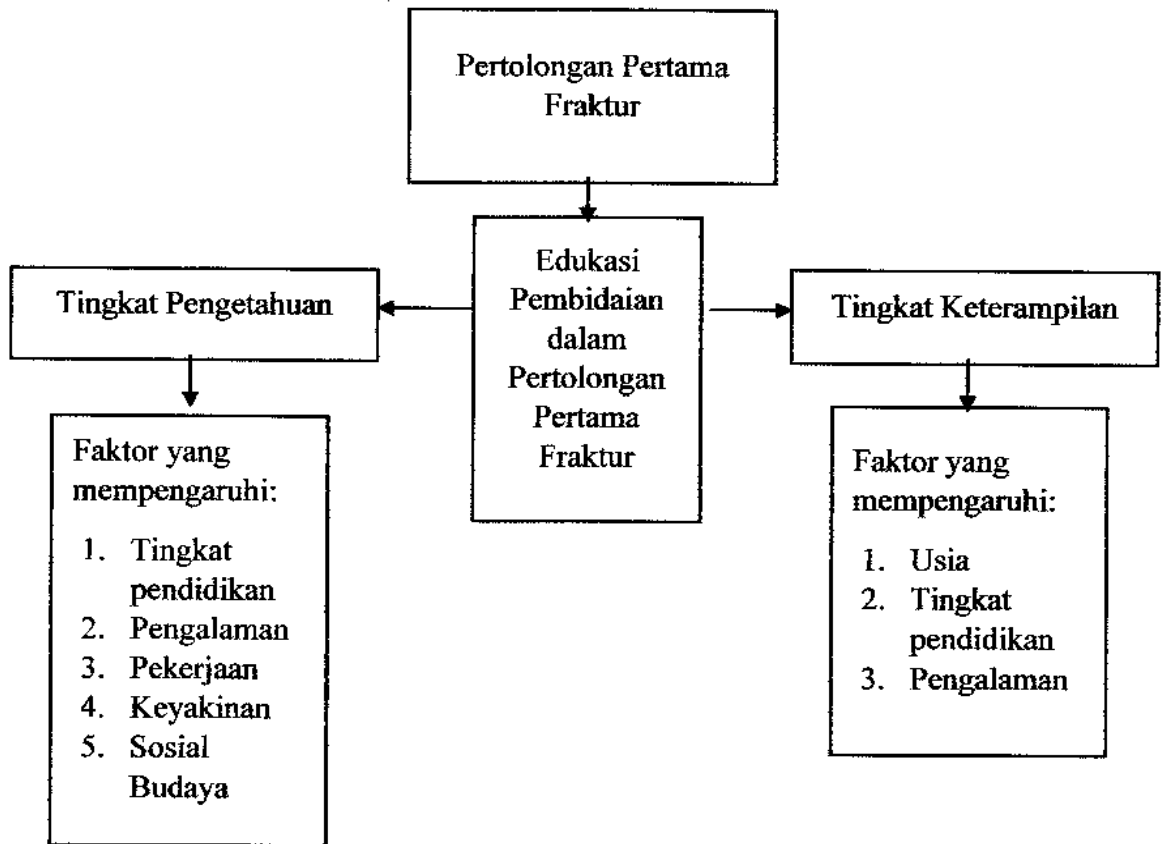 Pertolongan Pertama
Fraktur
Edukasi
Pembidaian
dalam
Pertolongan
Pertama
Fraktur
Tingkat Pengetahuan
Tingkat Keterampilan
Faktor yang
mempengaruhi:
1. Tingkat
pendidikan
2. Pengalaman
3. Pekerjaan
4. Keyakinan
5. Sosial
Budaya
Faktor yang
mempengaruhi:
1. Usia
2. Tingkat
pendidikan
3. Pengalaman